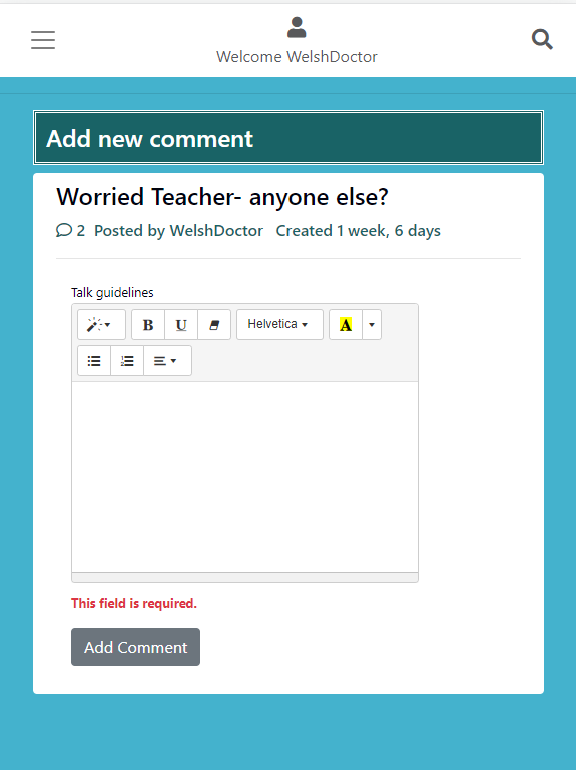 Welcome WelshDoctor
Add new comment
Worried Teacher- anyone else?
2 Posted by WelshDoctor Created 1 week, 6 days
Talk guidelines
B U Helvetica A
This field is required.
Add Comment